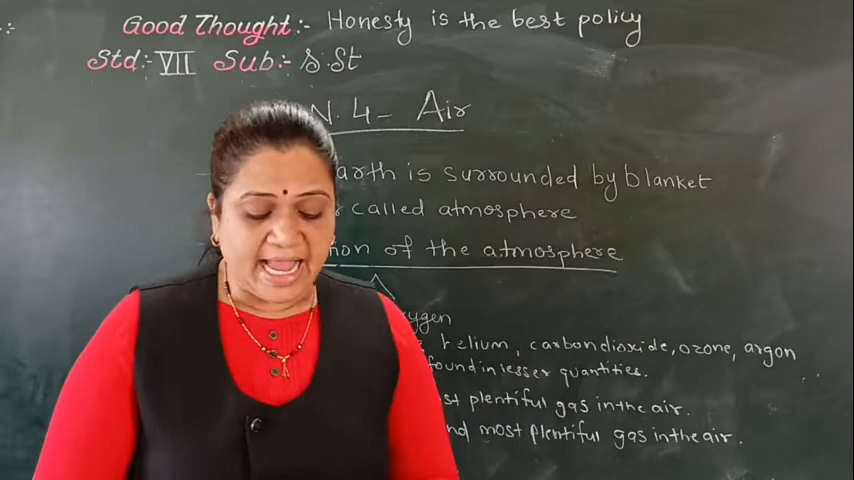 Good Thought:- Honesty is the best policy
Std:- VII Sub:- S.St
N. 4- Air
arth is surrounded by blanket
r called atmosphere
ion of the atmosphere
ygen
helium, carbondioxide, ozone, argon
found in lesser quantities.
st plentiful gas in the air.
nd most plentiful gas in the air.